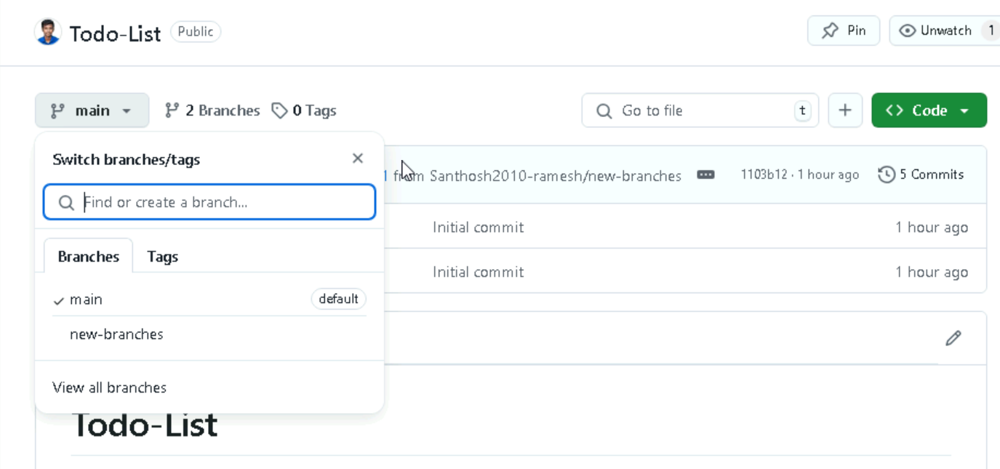 Todo-List Public Pin Unwatch 1
main 2 Branches 0 Tags Go to file t + Code
Switch branches/tags
1 from Santhosh2010-ramesh/new-branches 1103b12 · 1 hour ago 5 Commits
Find or create a branch...
Initial commit 1 hour ago
Branches Tags
Initial commit 1 hour ago
main default
new-branches
View all branches
Todo-List